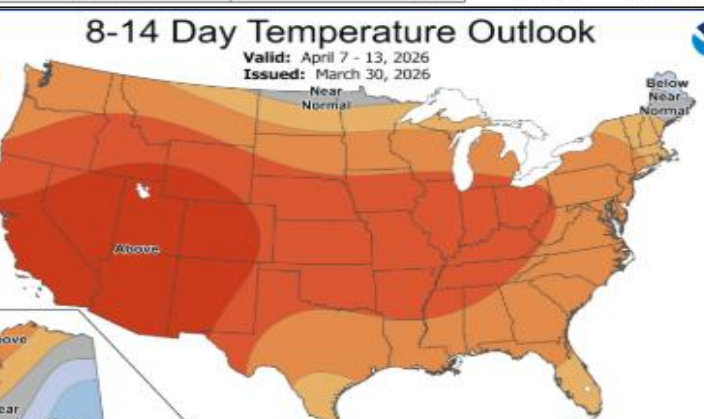 8-14 Day Temperature Outlook
Valid: April 7 - 13, 2026
Issued: March 30, 2026
Near
Normal
Below
Near
Normal
Above